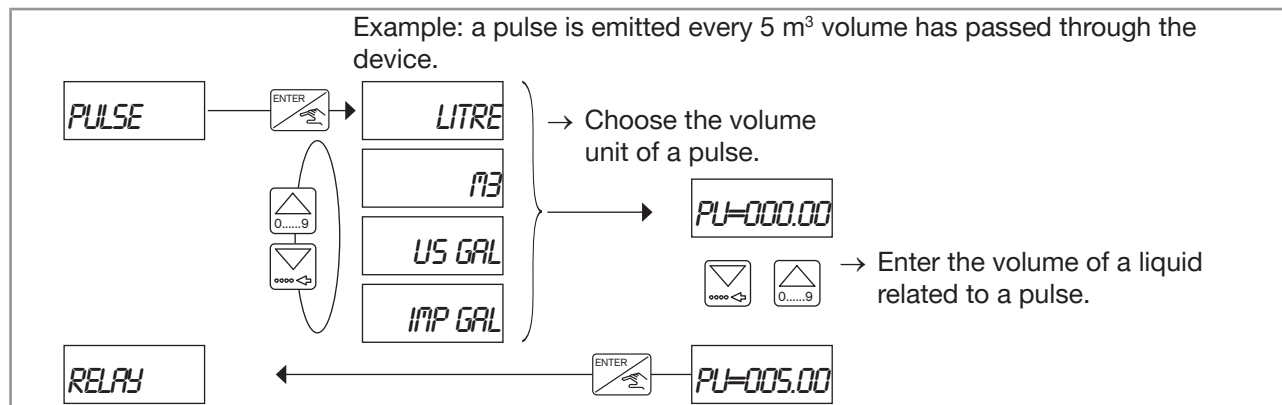 Example: a pulse is emitted every 5 m³ volume has passed through the
device.
PULSE
ENTER
LITRE
→ Choose the volume
unit of a pulse.
M3
0......9
PU=000.00
US GAL
→ Enter the volume of a liquid
related to a pulse.
0......9
IMP GAL
RELAY
ENTER
PU=005.00